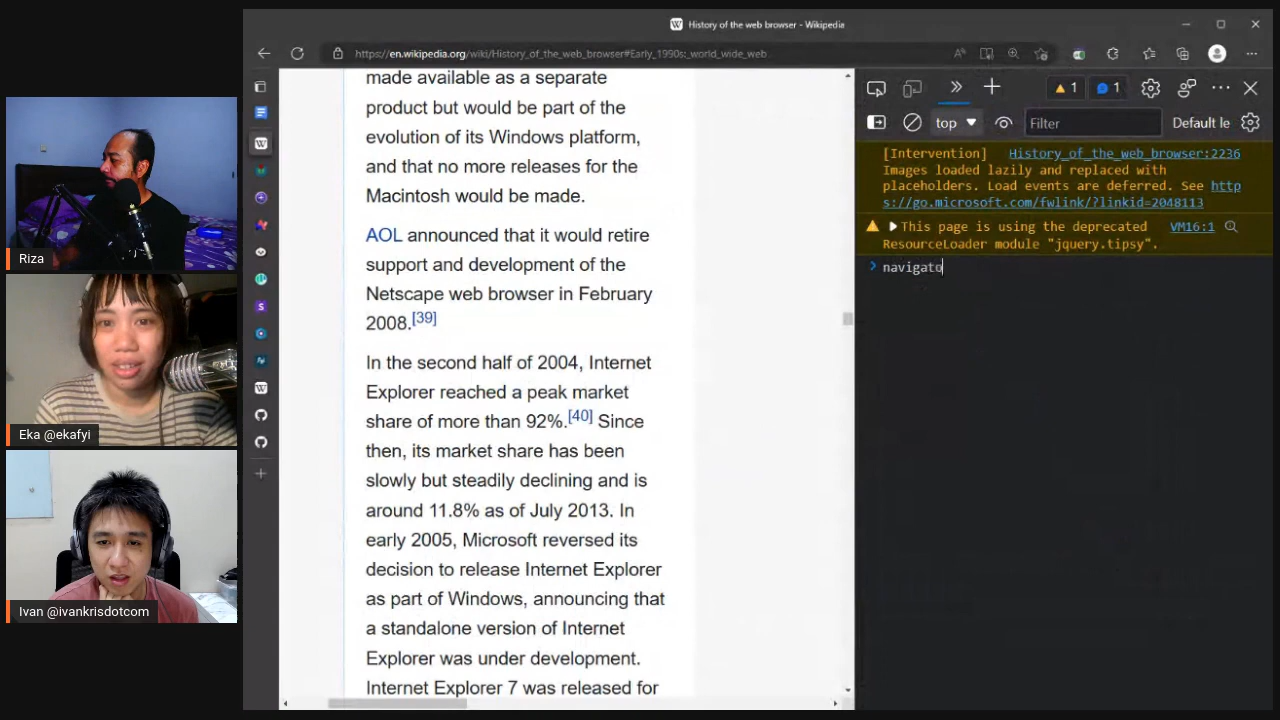 History of the web browser - Wikipedia
https://en.wikipedia.org/wiki/History_of_the_web_browser#Early_1990s:_world_wide_web
made available as a separate
product but would be part of the
evolution of its Windows platform,
and that no more releases for the
Macintosh would be made.
AOL announced that it would retire
support and development of the
Netscape web browser in February
2008.[39]
In the second half of 2004, Internet
Explorer reached a peak market
share of more than 92%.[40] Since
then, its market share has been
slowly but steadily declining and is
around 11.8% as of July 2013. In
early 2005, Microsoft reversed its
decision to release Internet Explorer
as part of Windows, announcing that
a standalone version of Internet
Explorer was under development.
Internet Explorer 7 was released for
1 1
top Filter Default le
[Intervention] History_of_the_web_browser:2236
Images loaded lazily and replaced with
placeholders. Load events are deferred. See http
s://go.microsoft.com/fwlink/?linkid=2048113
This page is using the deprecated VM16:1
ResourceLoader module "jquery.tipsy".
navigato
Riza
Eka @ekafyi
Ivan @ivankrisdotcom